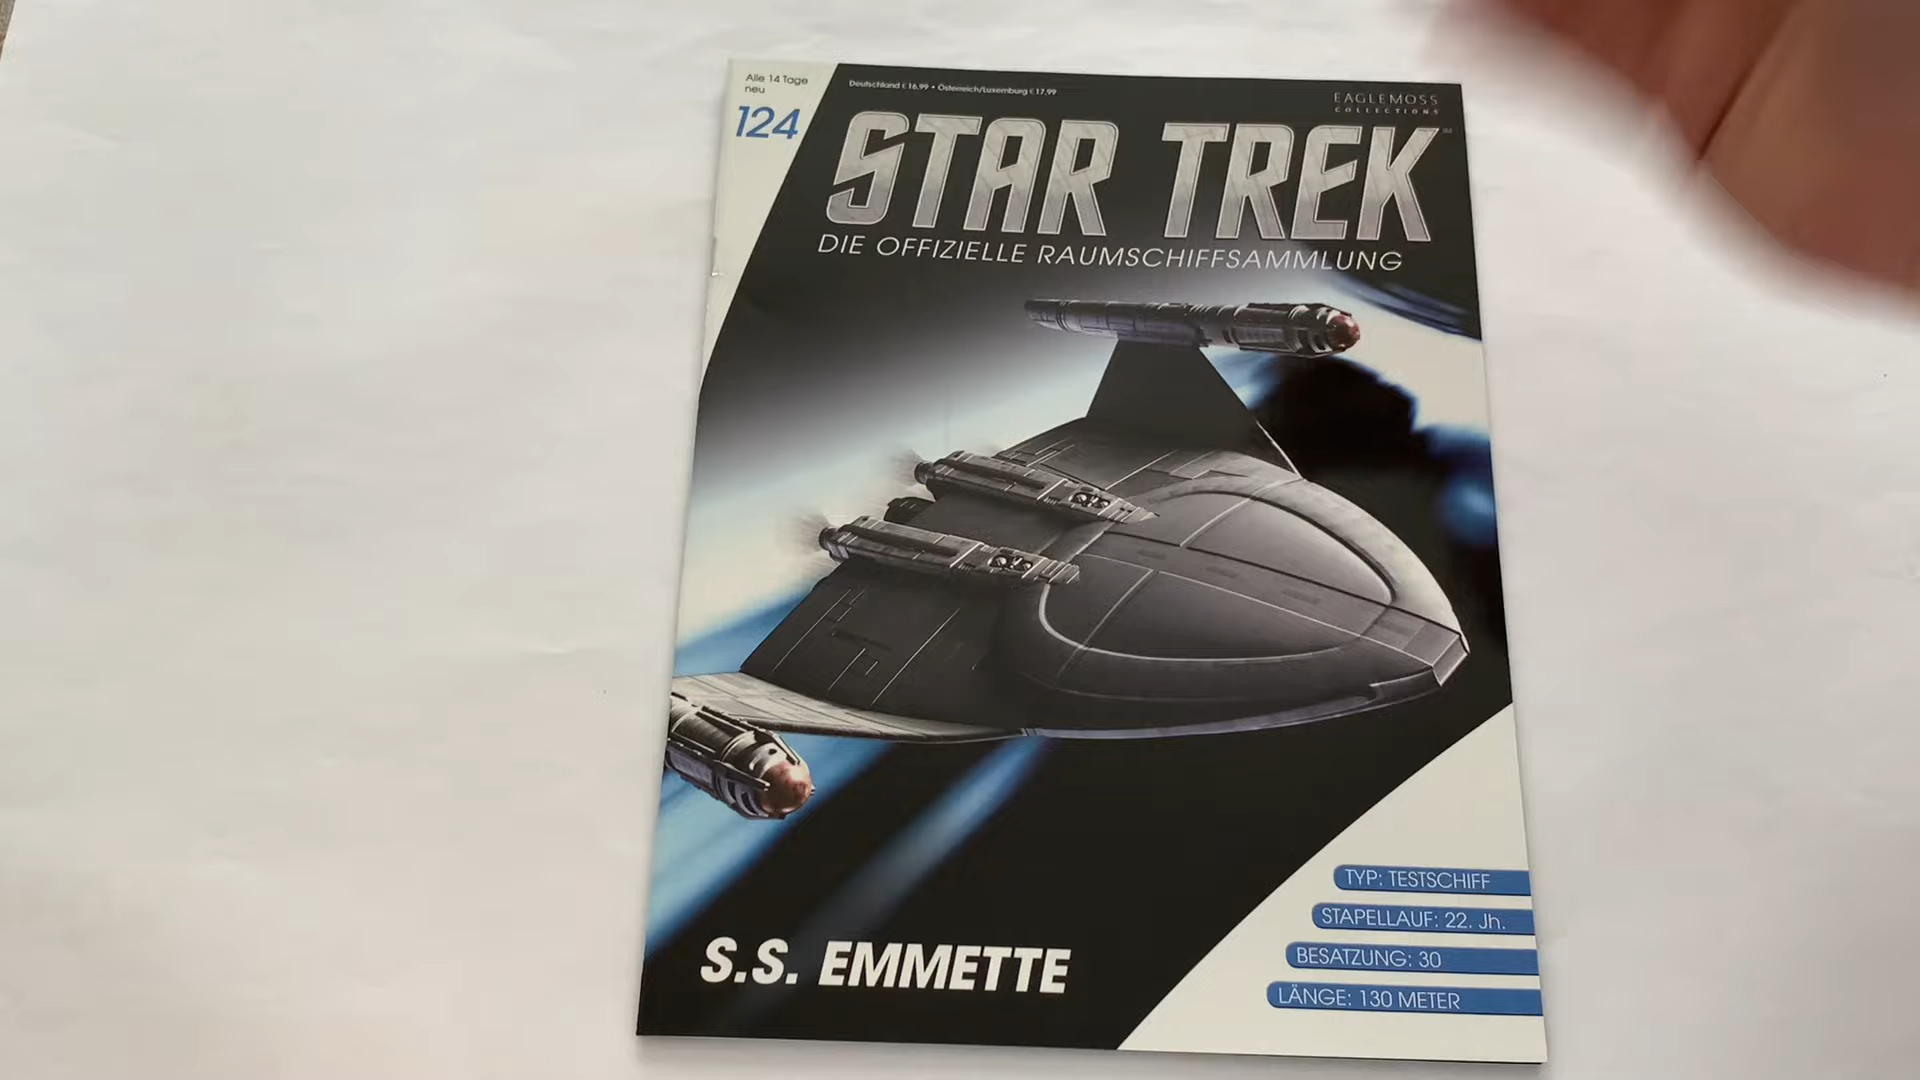 Alle 14 Tage
neu
124
Deutschland € 16.99 • Österreich/Luxemburg € 17.99
EAGLEMOSS
COLLECTIONS
STAR TREK™
DIE OFFIZIELLE RAUMSCHIFFSAMMLUNG
S.S. EMMETTE
TYP: TESTSCHIFF
STAPELLAUF: 22. Jh.
BESATZUNG: 30
LÄNGE: 130 METER